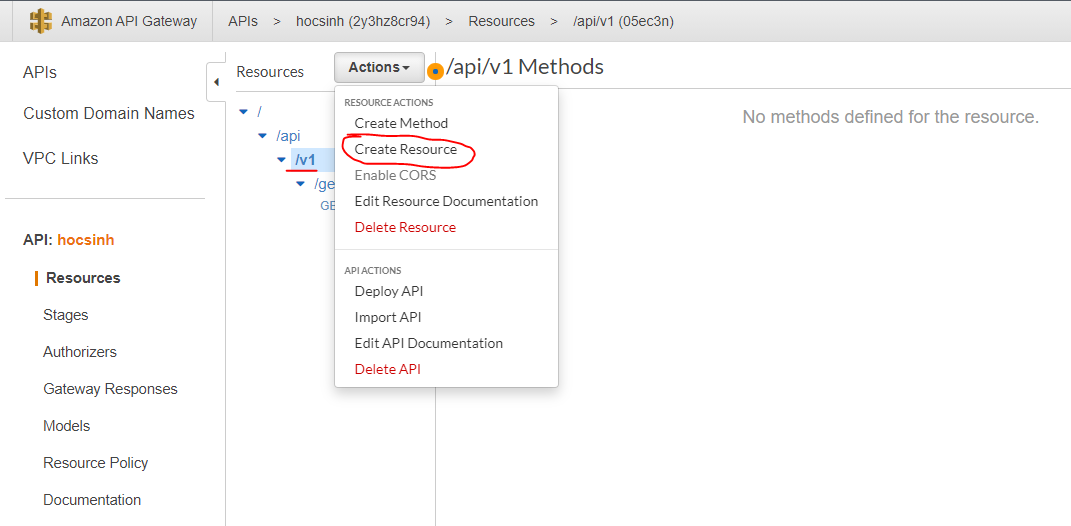 Amazon API Gateway
APIs > hocsinh (2y3hz8cr94) > Resources > /api/v1 (05ec3n)
APIs
Custom Domain Names
VPC Links
API: hocsinh
Resources
Stages
Authorizers
Gateway Responses
Models
Resource Policy
Documentation
Resources
Actions
/
/api
/v1
/ge
GE
RESOURCE ACTIONS
Create Method
Create Resource
Enable CORS
Edit Resource Documentation
Delete Resource
API ACTIONS
Deploy API
Import API
Edit API Documentation
Delete API
/api/v1 Methods
No methods defined for the resource.